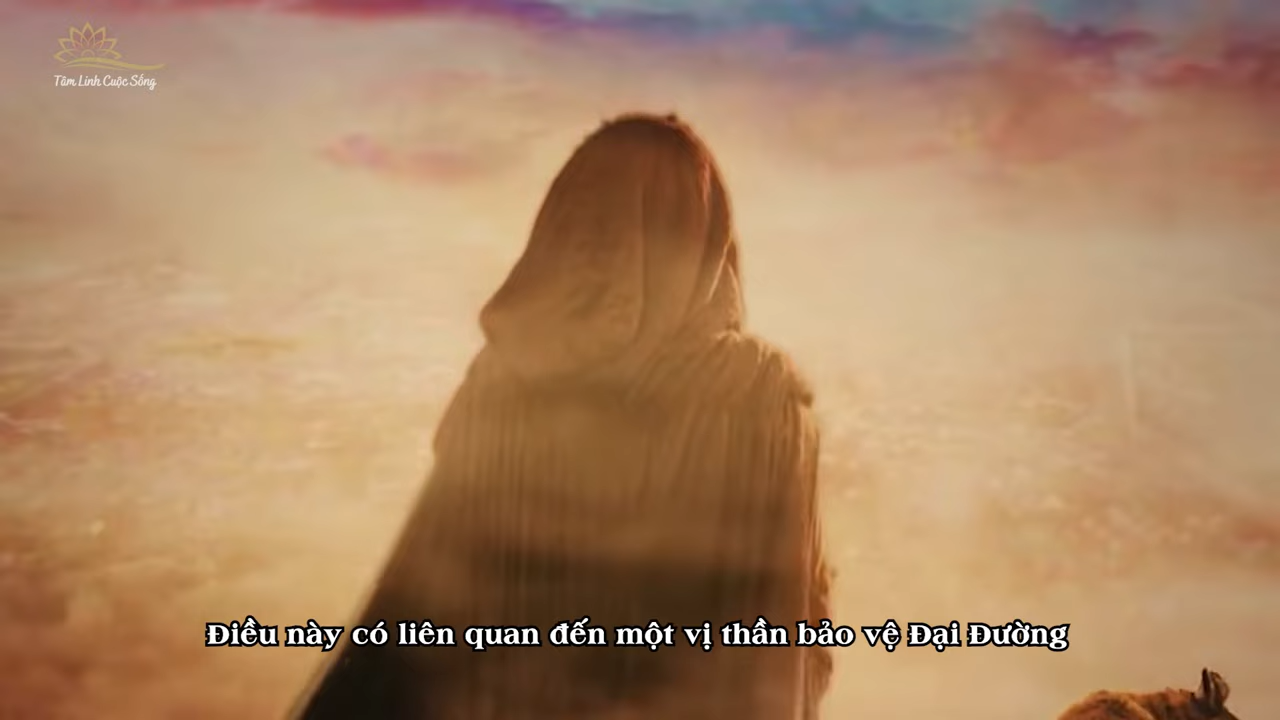 Tâm Linh Cuộc Sống
Điều này có liên quan đến một vị thần bảo vệ Đại Đường